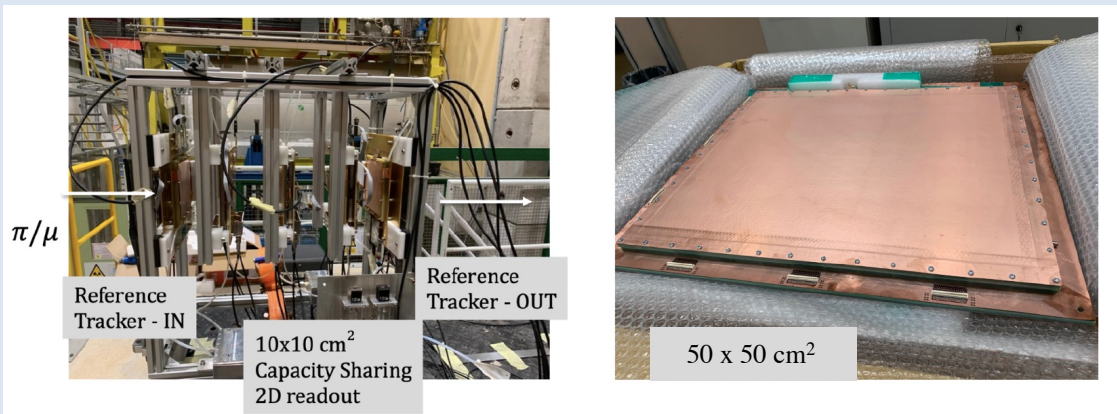 π/μ
Reference
Tracker - IN
10x10 cm²
Capacity Sharing
2D readout
Reference
Tracker - OUT
50 x 50 cm²